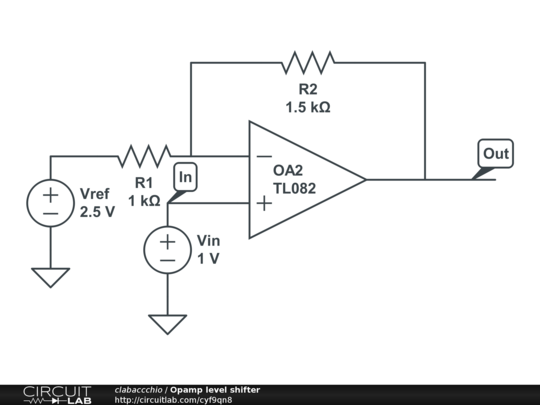 R2
1.5 kΩ
Out
OA2
TL082
In
R1
1 kΩ
Vref
2.5 V
Vin
1 V
CIRCUIT
LAB
clabaccchio / Opamp level shifter
http://circuitlab.com/cyf9qn8